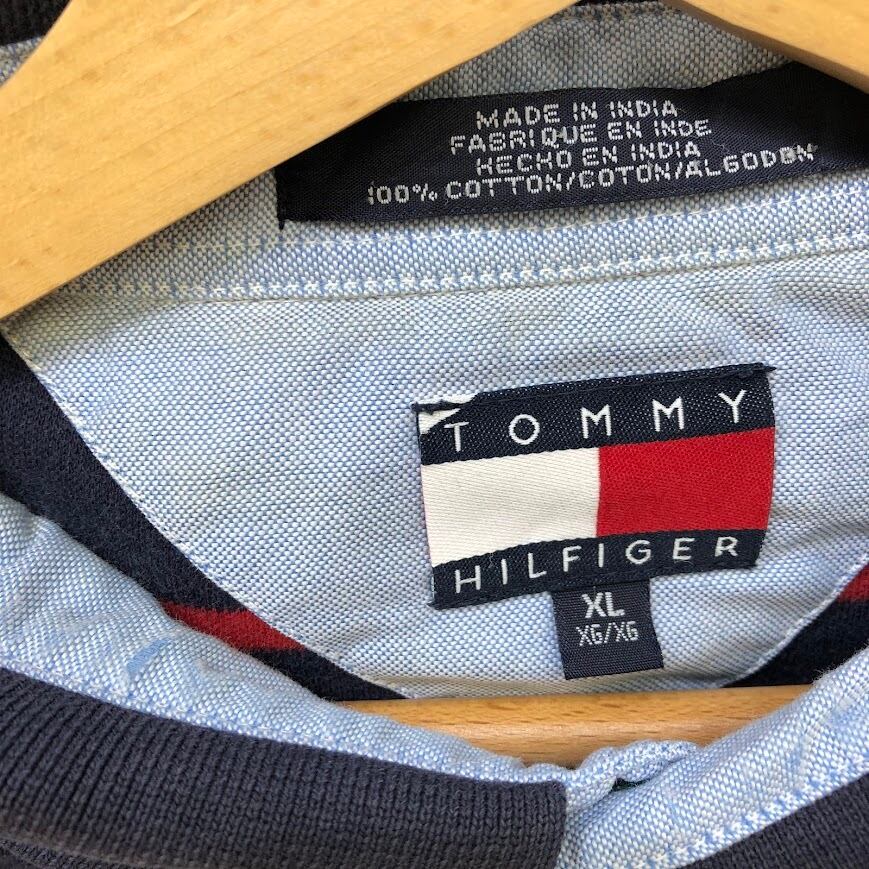 MADE IN INDIA
FABRIQUE EN INDE
HECHO EN INDIA
100% COTTON/COTON/ALGODON
TOMMY
HILFIGER
XL
XG/XG